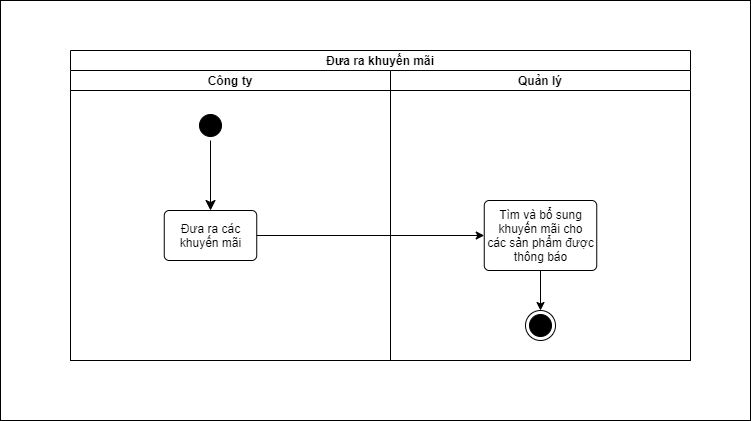 Đưa ra khuyến mãi
Công ty
Quản lý
Đưa ra các
khuyến mãi
Tìm và bổ sung
khuyến mãi cho
các sản phẩm được
thông báo